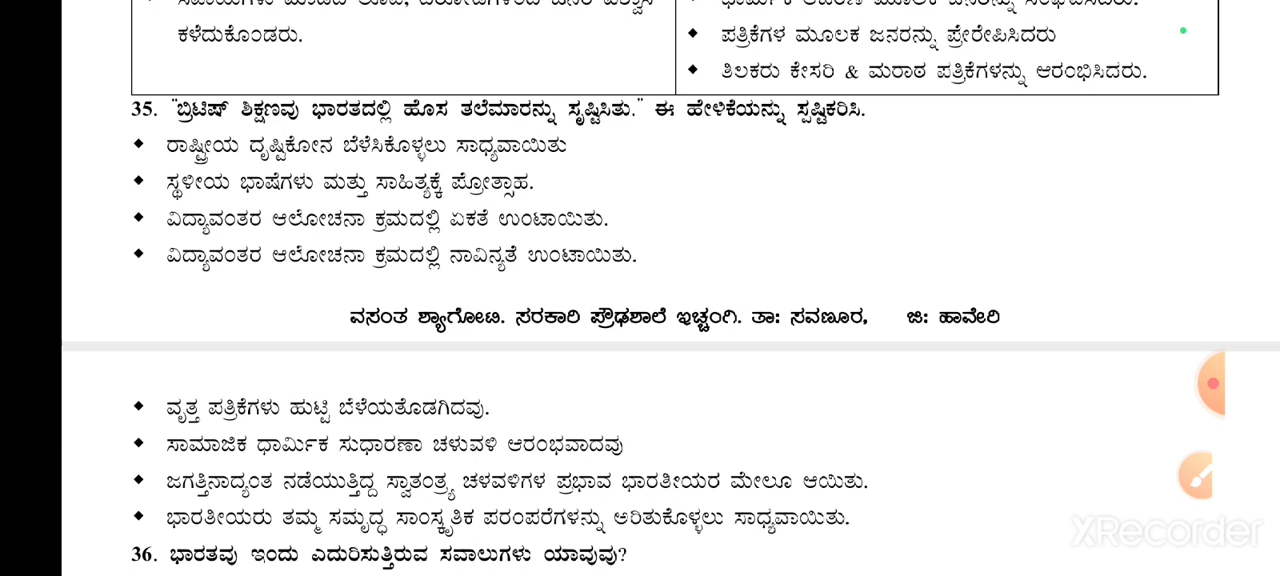 ಕಳೆದುಕೊಂಡರು.
◆ ಪತ್ರಿಕೆಗಳ ಮೂಲಕ ಜನರನ್ನು ಪ್ರೇರೇಪಿಸಿದರು
◆ ತಿಲಕರು ಕೇಸರಿ & ಮರಾಠ ಪತ್ರಿಕೆಗಳನ್ನು ಆರಂಭಿಸಿದರು.
35. "ಬ್ರಿಟಿಷ್ ಶಿಕ್ಷಣವು ಭಾರತದಲ್ಲಿ ಹೊಸ ತಲೆಮಾರನ್ನು ಸೃಷ್ಟಿಸಿತು." ಈ ಹೇಳಿಕೆಯನ್ನು ಸ್ಪಷ್ಟಿಕರಿಸಿ.
◆ ರಾಷ್ಟ್ರೀಯ ದೃಷ್ಟಿಕೋನ ಬೆಳೆಸಿಕೊಳ್ಳಲು ಸಾಧ್ಯವಾಯಿತು
◆ ಸ್ಥಳೀಯ ಭಾಷೆಗಳು ಮತ್ತು ಸಾಹಿತ್ಯಕ್ಕೆ ಪ್ರೋತ್ಸಾಹ.
◆ ವಿದ್ಯಾವಂತರ ಆಲೋಚನಾ ಕ್ರಮದಲ್ಲಿ ಏಕತೆ ಉಂಟಾಯಿತು.
◆ ವಿದ್ಯಾವಂತರ ಆಲೋಚನಾ ಕ್ರಮದಲ್ಲಿ ನಾವಿನ್ಯತೆ ಉಂಟಾಯಿತು.
ವಸಂತ ಶ್ಯಾಗೋಟಿ. ಸರಕಾರಿ ಪ್ರೌಢಶಾಲೆ ಇಚ್ಚಂಗಿ. ತಾ: ಸವಣೂರ, ಜಿ: ಹಾವೇರಿ
◆ ವೃತ್ತ ಪತ್ರಿಕೆಗಳು ಹುಟ್ಟಿ ಬೆಳೆಯತೊಡಗಿದವು.
◆ ಸಾಮಾಜಿಕ ಧಾರ್ಮಿಕ ಸುಧಾರಣಾ ಚಳುವಳಿ ಆರಂಭವಾದವು
◆ ಜಗತ್ತಿನಾದ್ಯಂತ ನಡೆಯುತ್ತಿದ್ದ ಸ್ವಾತಂತ್ರ್ಯ ಚಳವಳಿಗಳ ಪ್ರಭಾವ ಭಾರತೀಯರ ಮೇಲೂ ಆಯಿತು.
◆ ಭಾರತೀಯರು ತಮ್ಮ ಸಮೃದ್ಧ ಸಾಂಸ್ಕೃತಿಕ ಪರಂಪರೆಗಳನ್ನು ಅರಿತುಕೊಳ್ಳಲು ಸಾಧ್ಯವಾಯಿತು.
XRecorder
36. ಭಾರತವು ಇಂದು ಎದುರಿಸುತ್ತಿರುವ ಸವಾಲುಗಳು ಯಾವುವು?